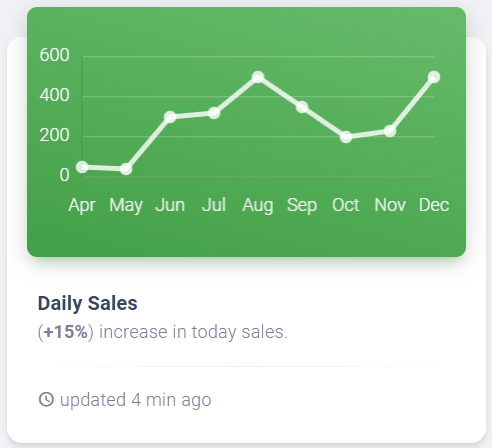 600
400
200
0
Apr May Jun Jul Aug Sep Oct Nov Dec
Daily Sales
(+15%) increase in today sales.
updated 4 min ago